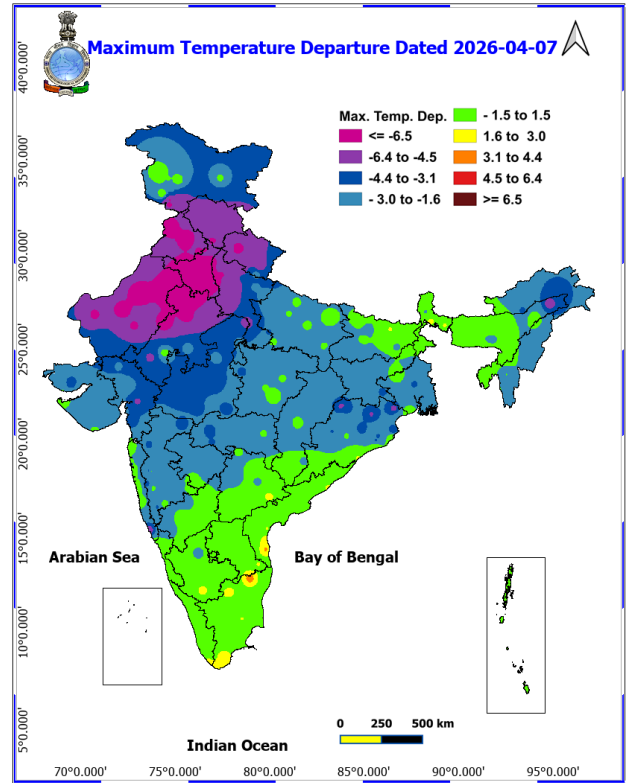 Maximum Temperature Departure Dated 2026-04-07
Max. Temp. Dep.
<= -6.5
-6.4 to -4.5
-4.4 to -3.1
- 3.0 to -1.6
- 1.5 to 1.5
1.6 to 3.0
3.1 to 4.4
4.5 to 6.4
>= 6.5
40°0.000'
35°0.000'
30°0.000'
25°0.000'
20°0.000'
15°0.000'
10°0.000'
5°0.000'
Arabian Sea
Bay of Bengal
0 250 500 km
Indian Ocean
70°0.000' 75°0.000' 80°0.000' 85°0.000' 90°0.000' 95°0.000'